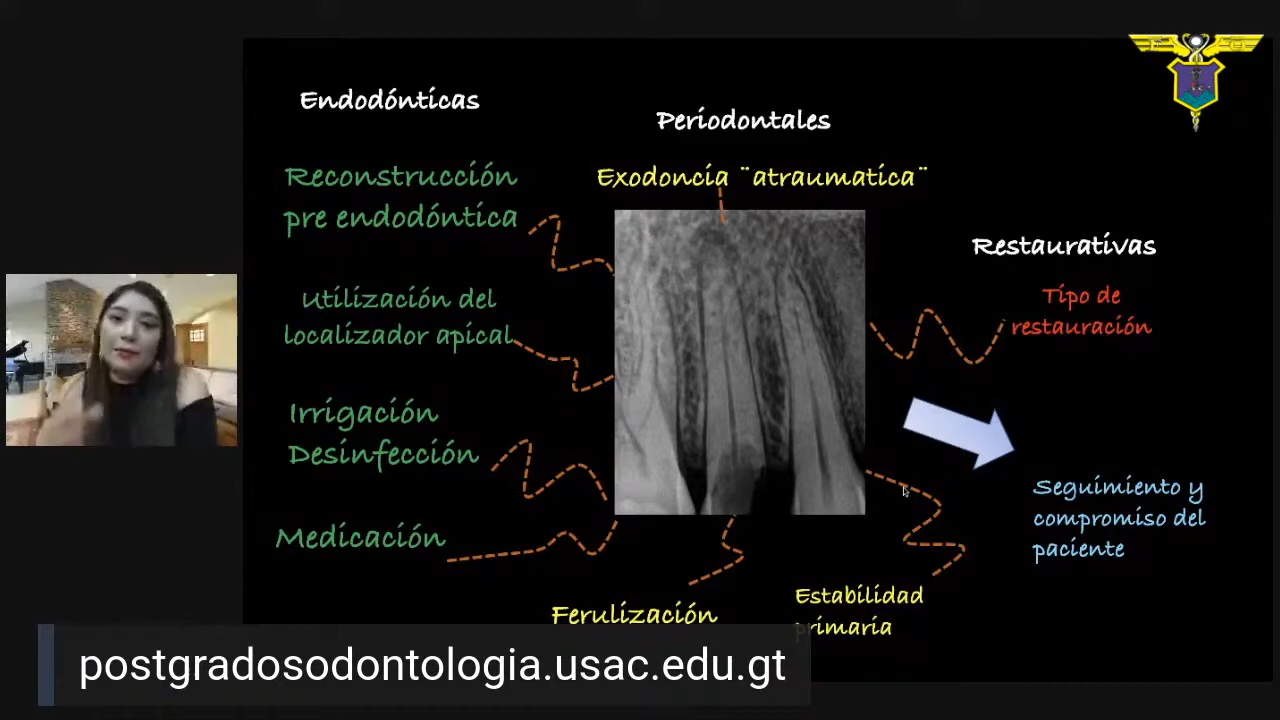 Endodónticas
Reconstrucción
pre endodóntica
Utilización del
localizador apical
Irrigación
Desinfección
Medicación
Periodontales
Exodoncia ¨atraumatica¨
Ferulización
Estabilidad
primaria
Restaurativas
Tipo de
restauración
Seguimiento y
compromiso del
paciente
postgradosodontologia.usac.edu.gt